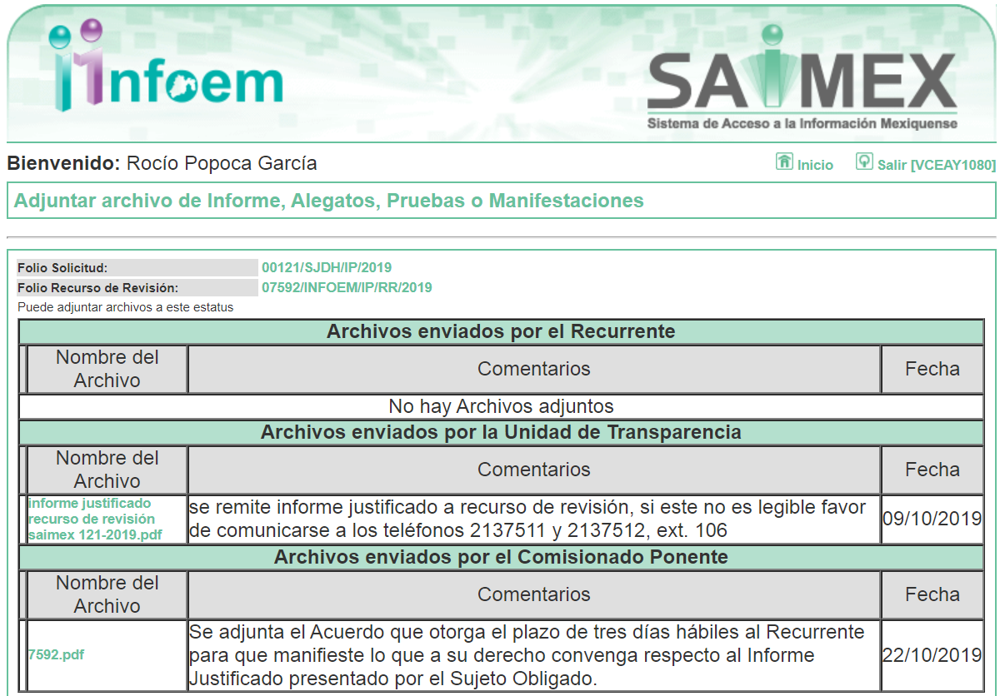 infoem
SAIMEX
Sistema de Acceso a la Información Mexiquense
Bienvenido: Rocío Popoca García
Inicio
Salir [VCEAY1080]
Adjuntar archivo de Informe, Alegatos, Pruebas o Manifestaciones
Folio Solicitud: 00121/SJDH/IP/2019
Folio Recurso de Revisión: 07592/INFOEM/IP/RR/2019
Puede adjuntar archivos a este estatus
Archivos enviados por el Recurrente
Nombre del
Archivo
Comentarios
Fecha
No hay Archivos adjuntos
Archivos enviados por la Unidad de Transparencia
Nombre del
Archivo
Comentarios
Fecha
informe justificado
recurso de revisión
saimex 121-2019.pdf
se remite informe justificado a recurso de revisión, si este no es legible favor
de comunicarse a los teléfonos 2137511 y 2137512, ext. 106
09/10/2019
Archivos enviados por el Comisionado Ponente
Nombre del
Archivo
Comentarios
Fecha
7592.pdf
Se adjunta el Acuerdo que otorga el plazo de tres días hábiles al Recurrente
para que manifieste lo que a su derecho convenga respecto al Informe
Justificado presentado por el Sujeto Obligado.
22/10/2019